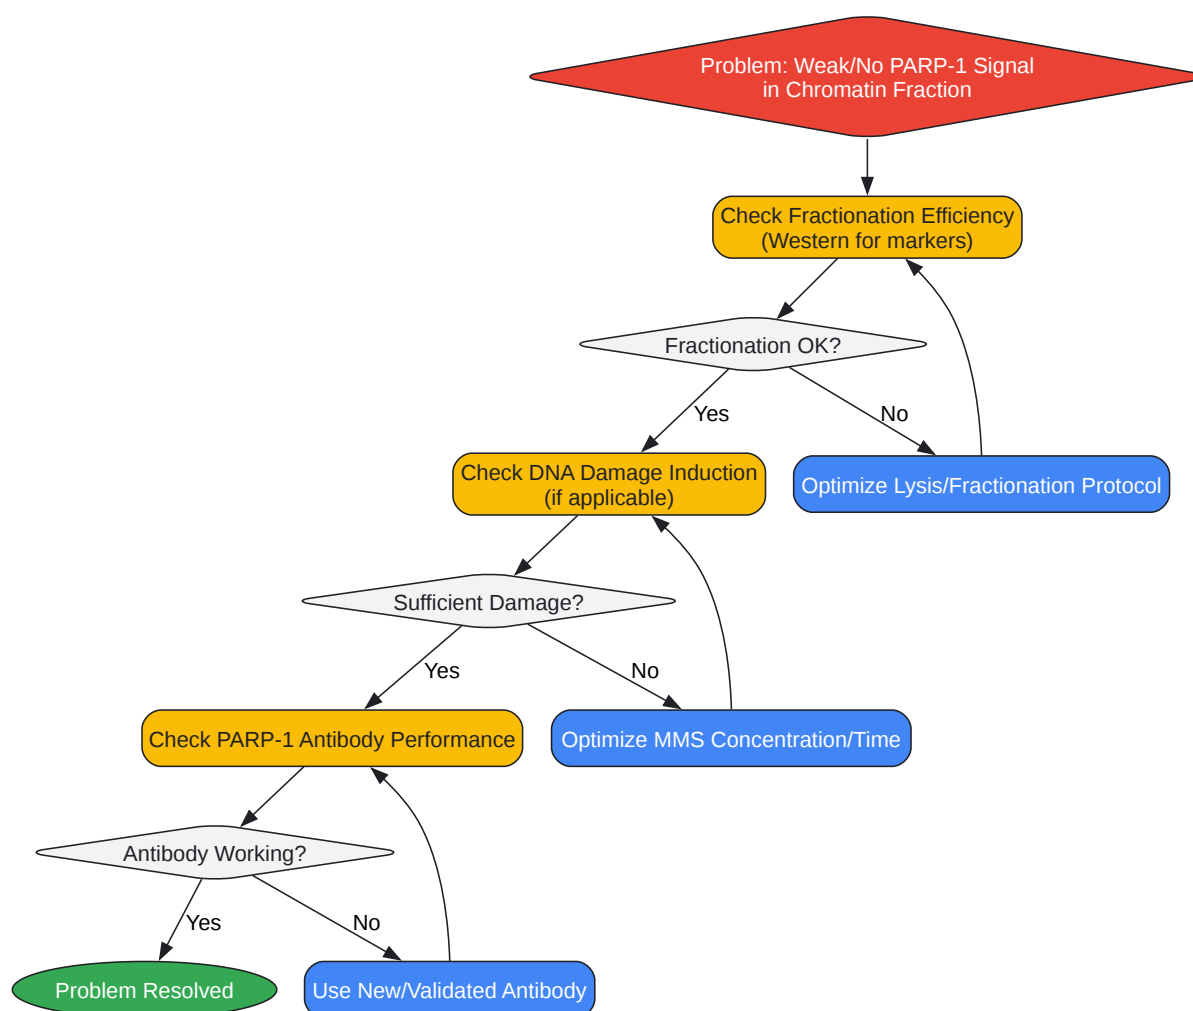 Problem: Weak/No PARP-1 Signal
in Chromatin Fraction
Check Fractionation Efficiency
(Western for markers)
Fractionation OK?
Yes
No
Check DNA Damage Induction
(if applicable)
Optimize Lysis/Fractionation Protocol
Sufficient Damage?
Yes
No
Check PARP-1 Antibody Performance
Optimize MMS Concentration/Time
Antibody Working?
Yes
No
Problem Resolved
Use New/Validated Antibody